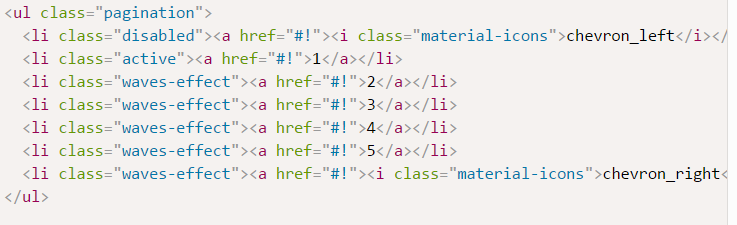 <ul class="pagination">
<li class="disabled"><a href="#!"><i class="material-icons">chevron_left</i></
<li class="active"><a href="#!">1</a></li>
<li class="waves-effect"><a href="#!">2</a></li>
<li class="waves-effect"><a href="#!">3</a></li>
<li class="waves-effect"><a href="#!">4</a></li>
<li class="waves-effect"><a href="#!">5</a></li>
<li class="waves-effect"><a href="#!"><i class="material-icons">chevron_right<
</ul>